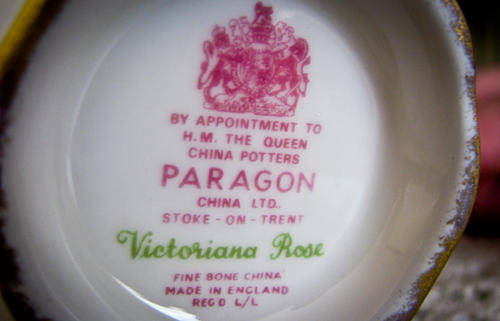 BY APPOINTMENT TO
H.M. THE QUEEN
CHINA POTTERS
PARAGON
CHINA LTD.
STOKE-ON-TRENT
Victoriana Rose
FINE BONE CHINA
MADE IN ENGLAND
REG'D L/L